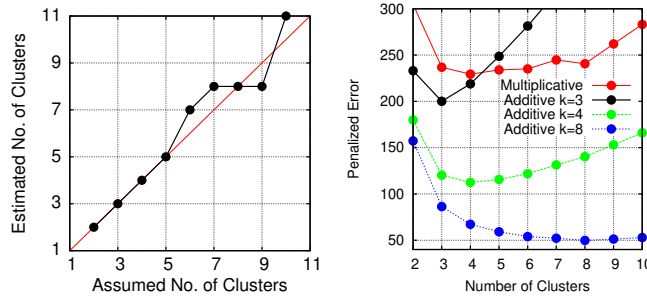 Estimated No. of Clusters
11
9
7
5
3
1
1 3 5 7 9 11
Assumed No. of Clusters
Penalized Error
300
250
200
150
100
50
Multiplicative
Additive k=3
Additive k=4
Additive k=8
2 3 4 5 6 7 8 9 10
Number of Clusters